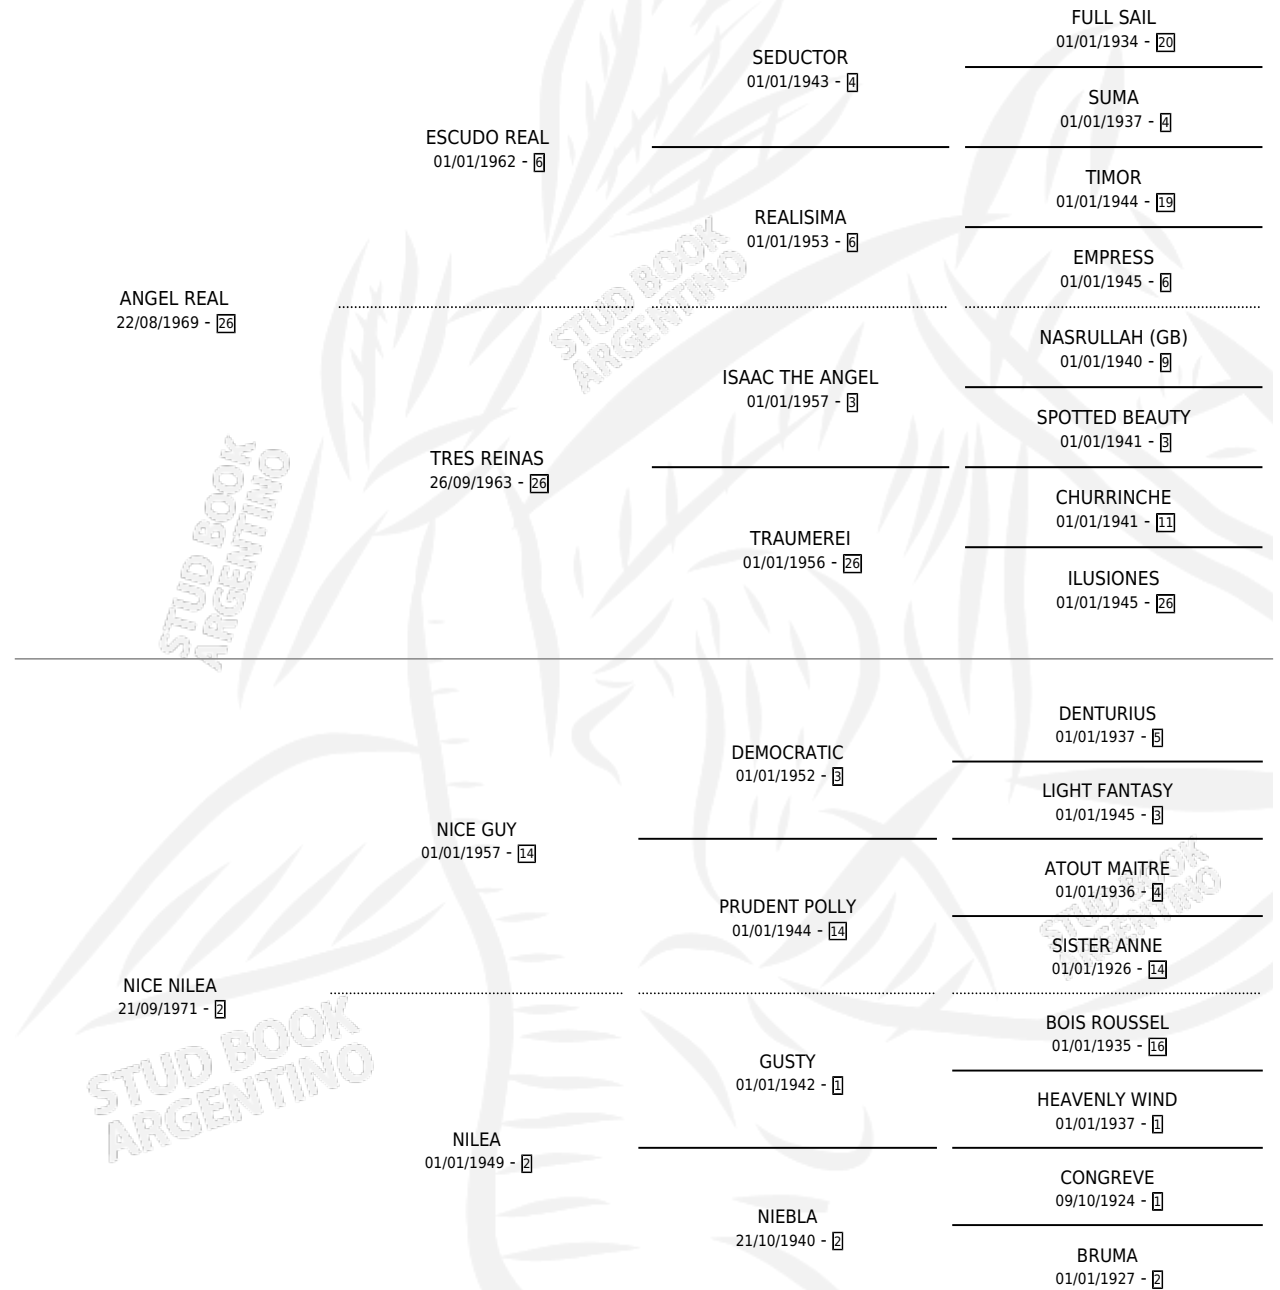 FULL SAIL
01/01/1934 - 20
SEDUCTOR
01/01/1943 - 4
SUMA
01/01/1937 - 4
ESCUDO REAL
01/01/1962 - 6
TIMOR
01/01/1944 - 19
REALISIMA
01/01/1953 - 6
EMPRESS
01/01/1945 - 6
ANGEL REAL
22/08/1969 - 26
NASRULLAH (GB)
01/01/1940 - 9
ISAAC THE ANGEL
01/01/1957 - 3
SPOTTED BEAUTY
01/01/1941 - 3
TRES REINAS
26/09/1963 - 26
CHURRINCHE
01/01/1941 - 11
TRAUMEREI
01/01/1956 - 26
ILUSIONES
01/01/1945 - 26
STUD BOOK
ARGENTINO
STUD BOOK
ARGENTINO
DENTURIUS
01/01/1937 - 5
DEMOCRATIC
01/01/1952 - 3
LIGHT FANTASY
01/01/1945 - 3
NICE GUY
01/01/1957 - 14
ATOUT MAITRE
01/01/1936 - 4
PRUDENT POLLY
01/01/1944 - 14
SISTER ANNE
01/01/1926 - 14
NICE NILEA
21/09/1971 - 2
BOIS ROUSSEL
01/01/1935 - 16
GUSTY
01/01/1942 - 1
HEAVENLY WIND
01/01/1937 - 1
NILEA
01/01/1949 - 2
CONGREVE
09/10/1924 - 1
NIEBLA
21/10/1940 - 2
BRUMA
01/01/1927 - 2
STUD BOOK
ARGENTINO
STUD BOOK
ARGENTINO